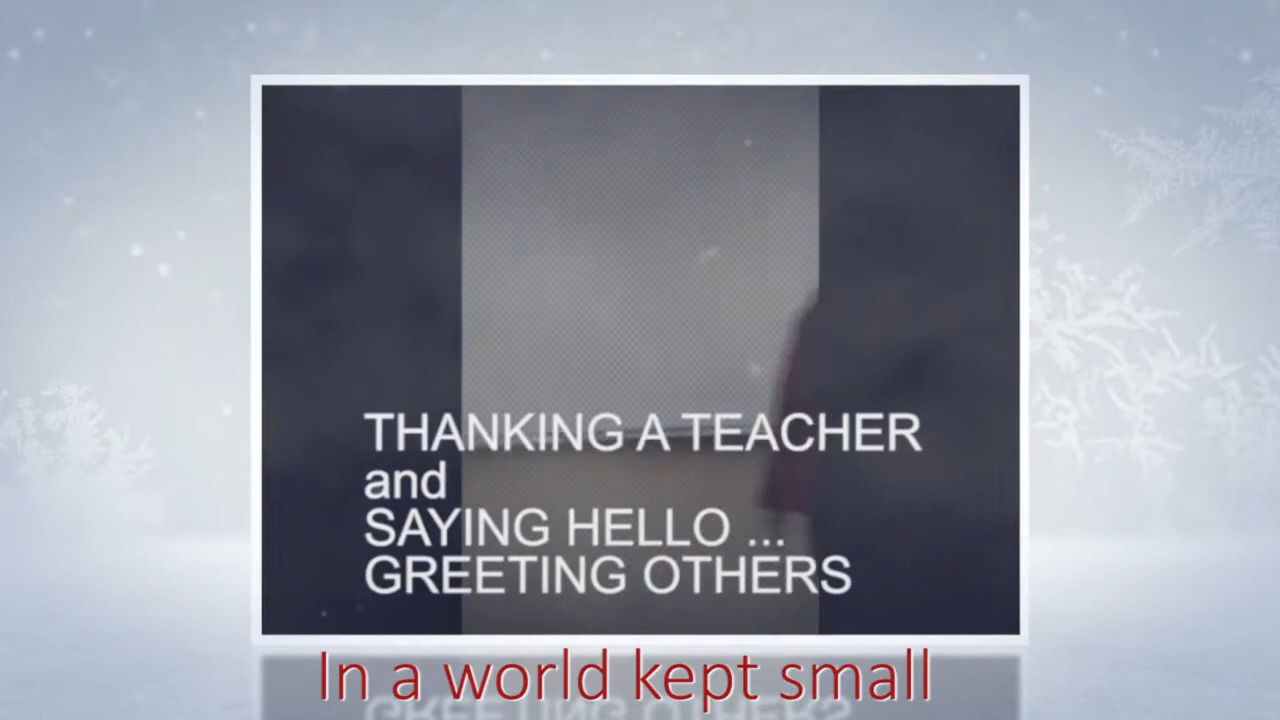 THANKING A TEACHER
and
SAYING HELLO ...
GREETING OTHERS
In a world kept small